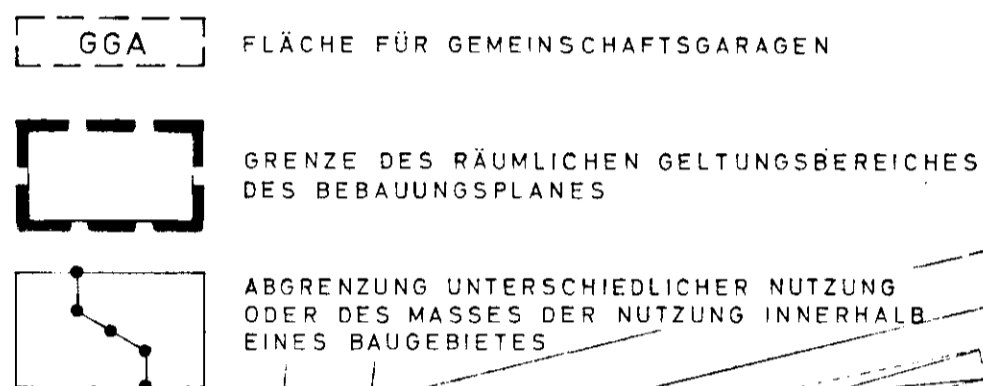 GGA FLÄCHE FÜR GEMEINSCHAFTSGARAGEN
GRENZE DES RÄUMLICHEN GELTUNGSBEREICHES
DES BEBAUUNGSPLANES
ABGRENZUNG UNTERSCHIEDLICHER NUTZUNG
ODER DES MASSES DER NUTZUNG INNERHALB
EINES BAUGEBIETES